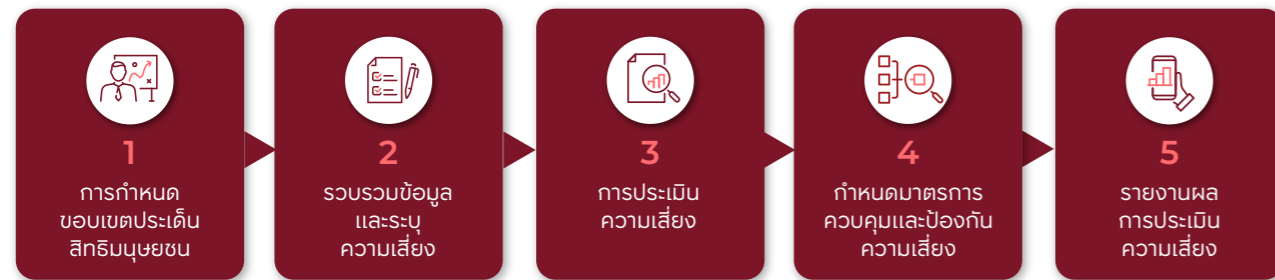 1
การกำหนด
ขอบเขตประเด็น
สิทธิมนุษยชน
2
รวบรวมข้อมูล
และระบุ
ความเสี่ยง
3
การประเมิน
ความเสี่ยง
4
กำหนดมาตรการ
ควบคุมและป้องกัน
ความเสี่ยง
5
รายงานผล
การประเมิน
ความเสี่ยง